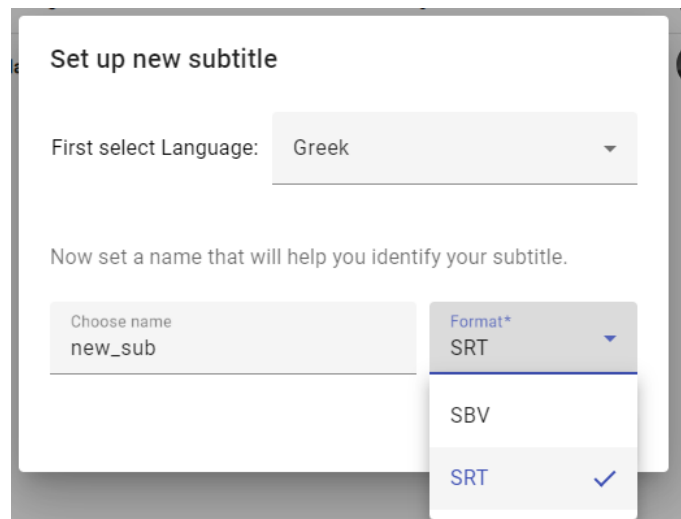 Set up new subtitle
First select Language: Greek
Now set a name that will help you identify your subtitle.
Choose name
new_sub
Format*
SRT
SBV
SRT